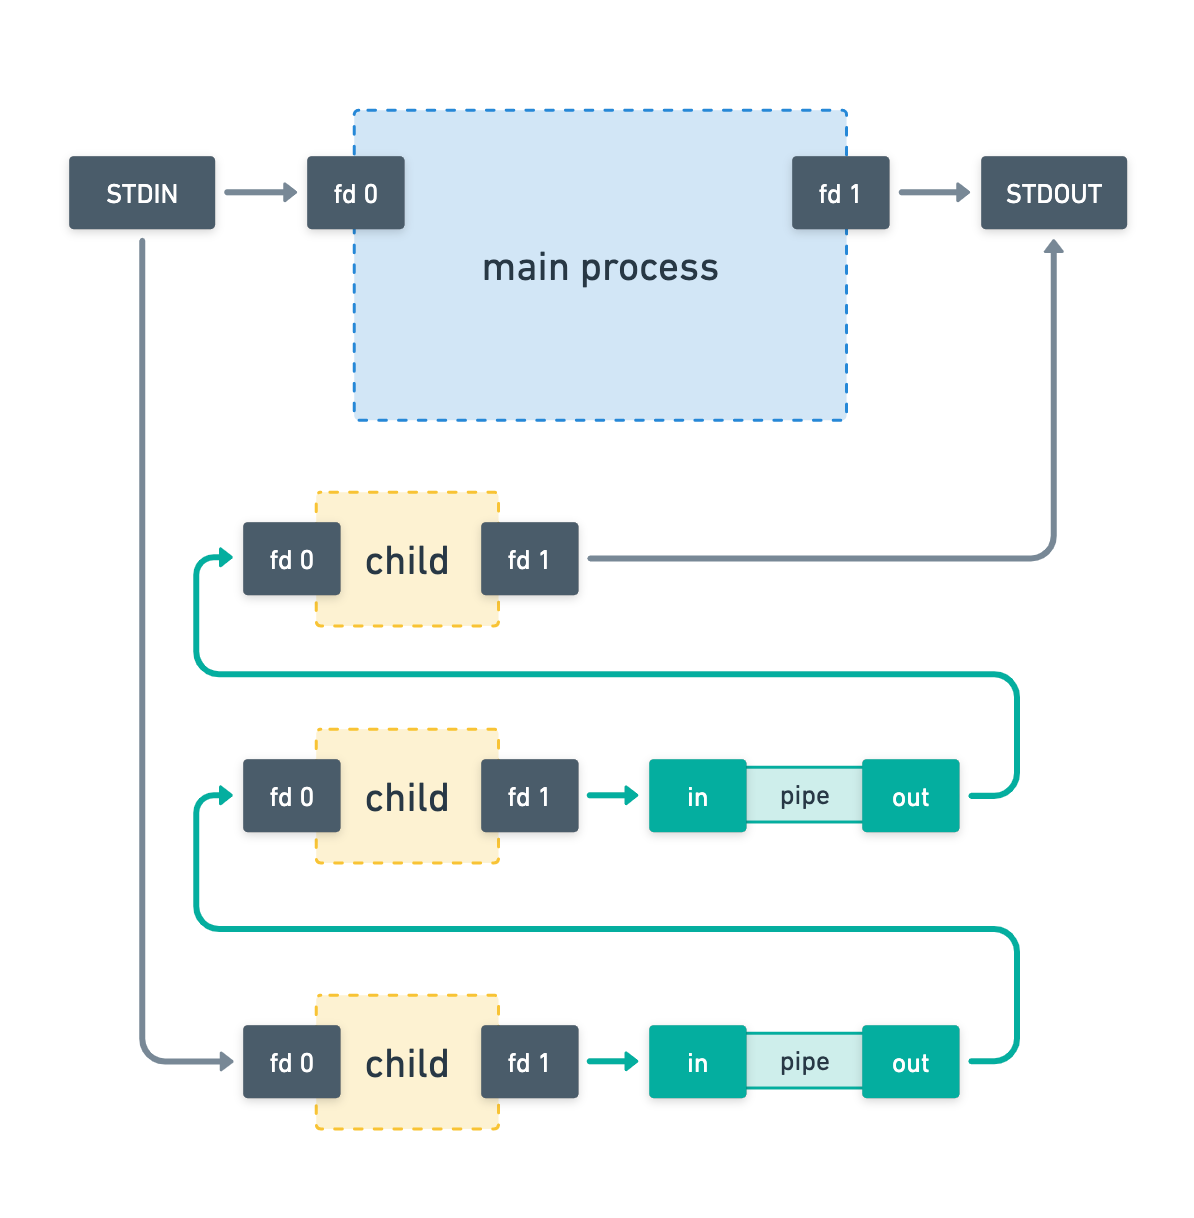 STDIN
fd 0
fd 1
STDOUT
main process
fd 0
child
fd 1
fd 0
child
fd 1
in
pipe
out
fd 0
child
fd 1
in
pipe
out